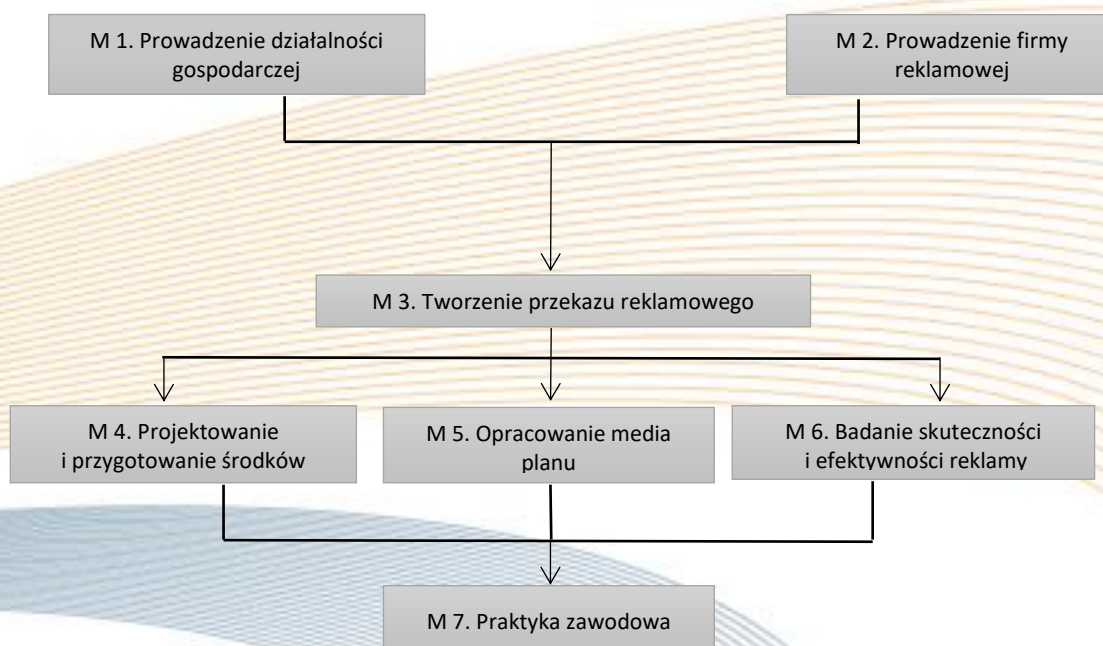 M 1. Prowadzenie działalności
gospodarczej
M 2. Prowadzenie firmy
reklamowej
M 3. Tworzenie przekazu reklamowego
M 4. Projektowanie
i przygotowanie środków
M 5. Opracowanie media
planu
M 6. Badanie skuteczności
i efektywności reklamy
M 7. Praktyka zawodowa